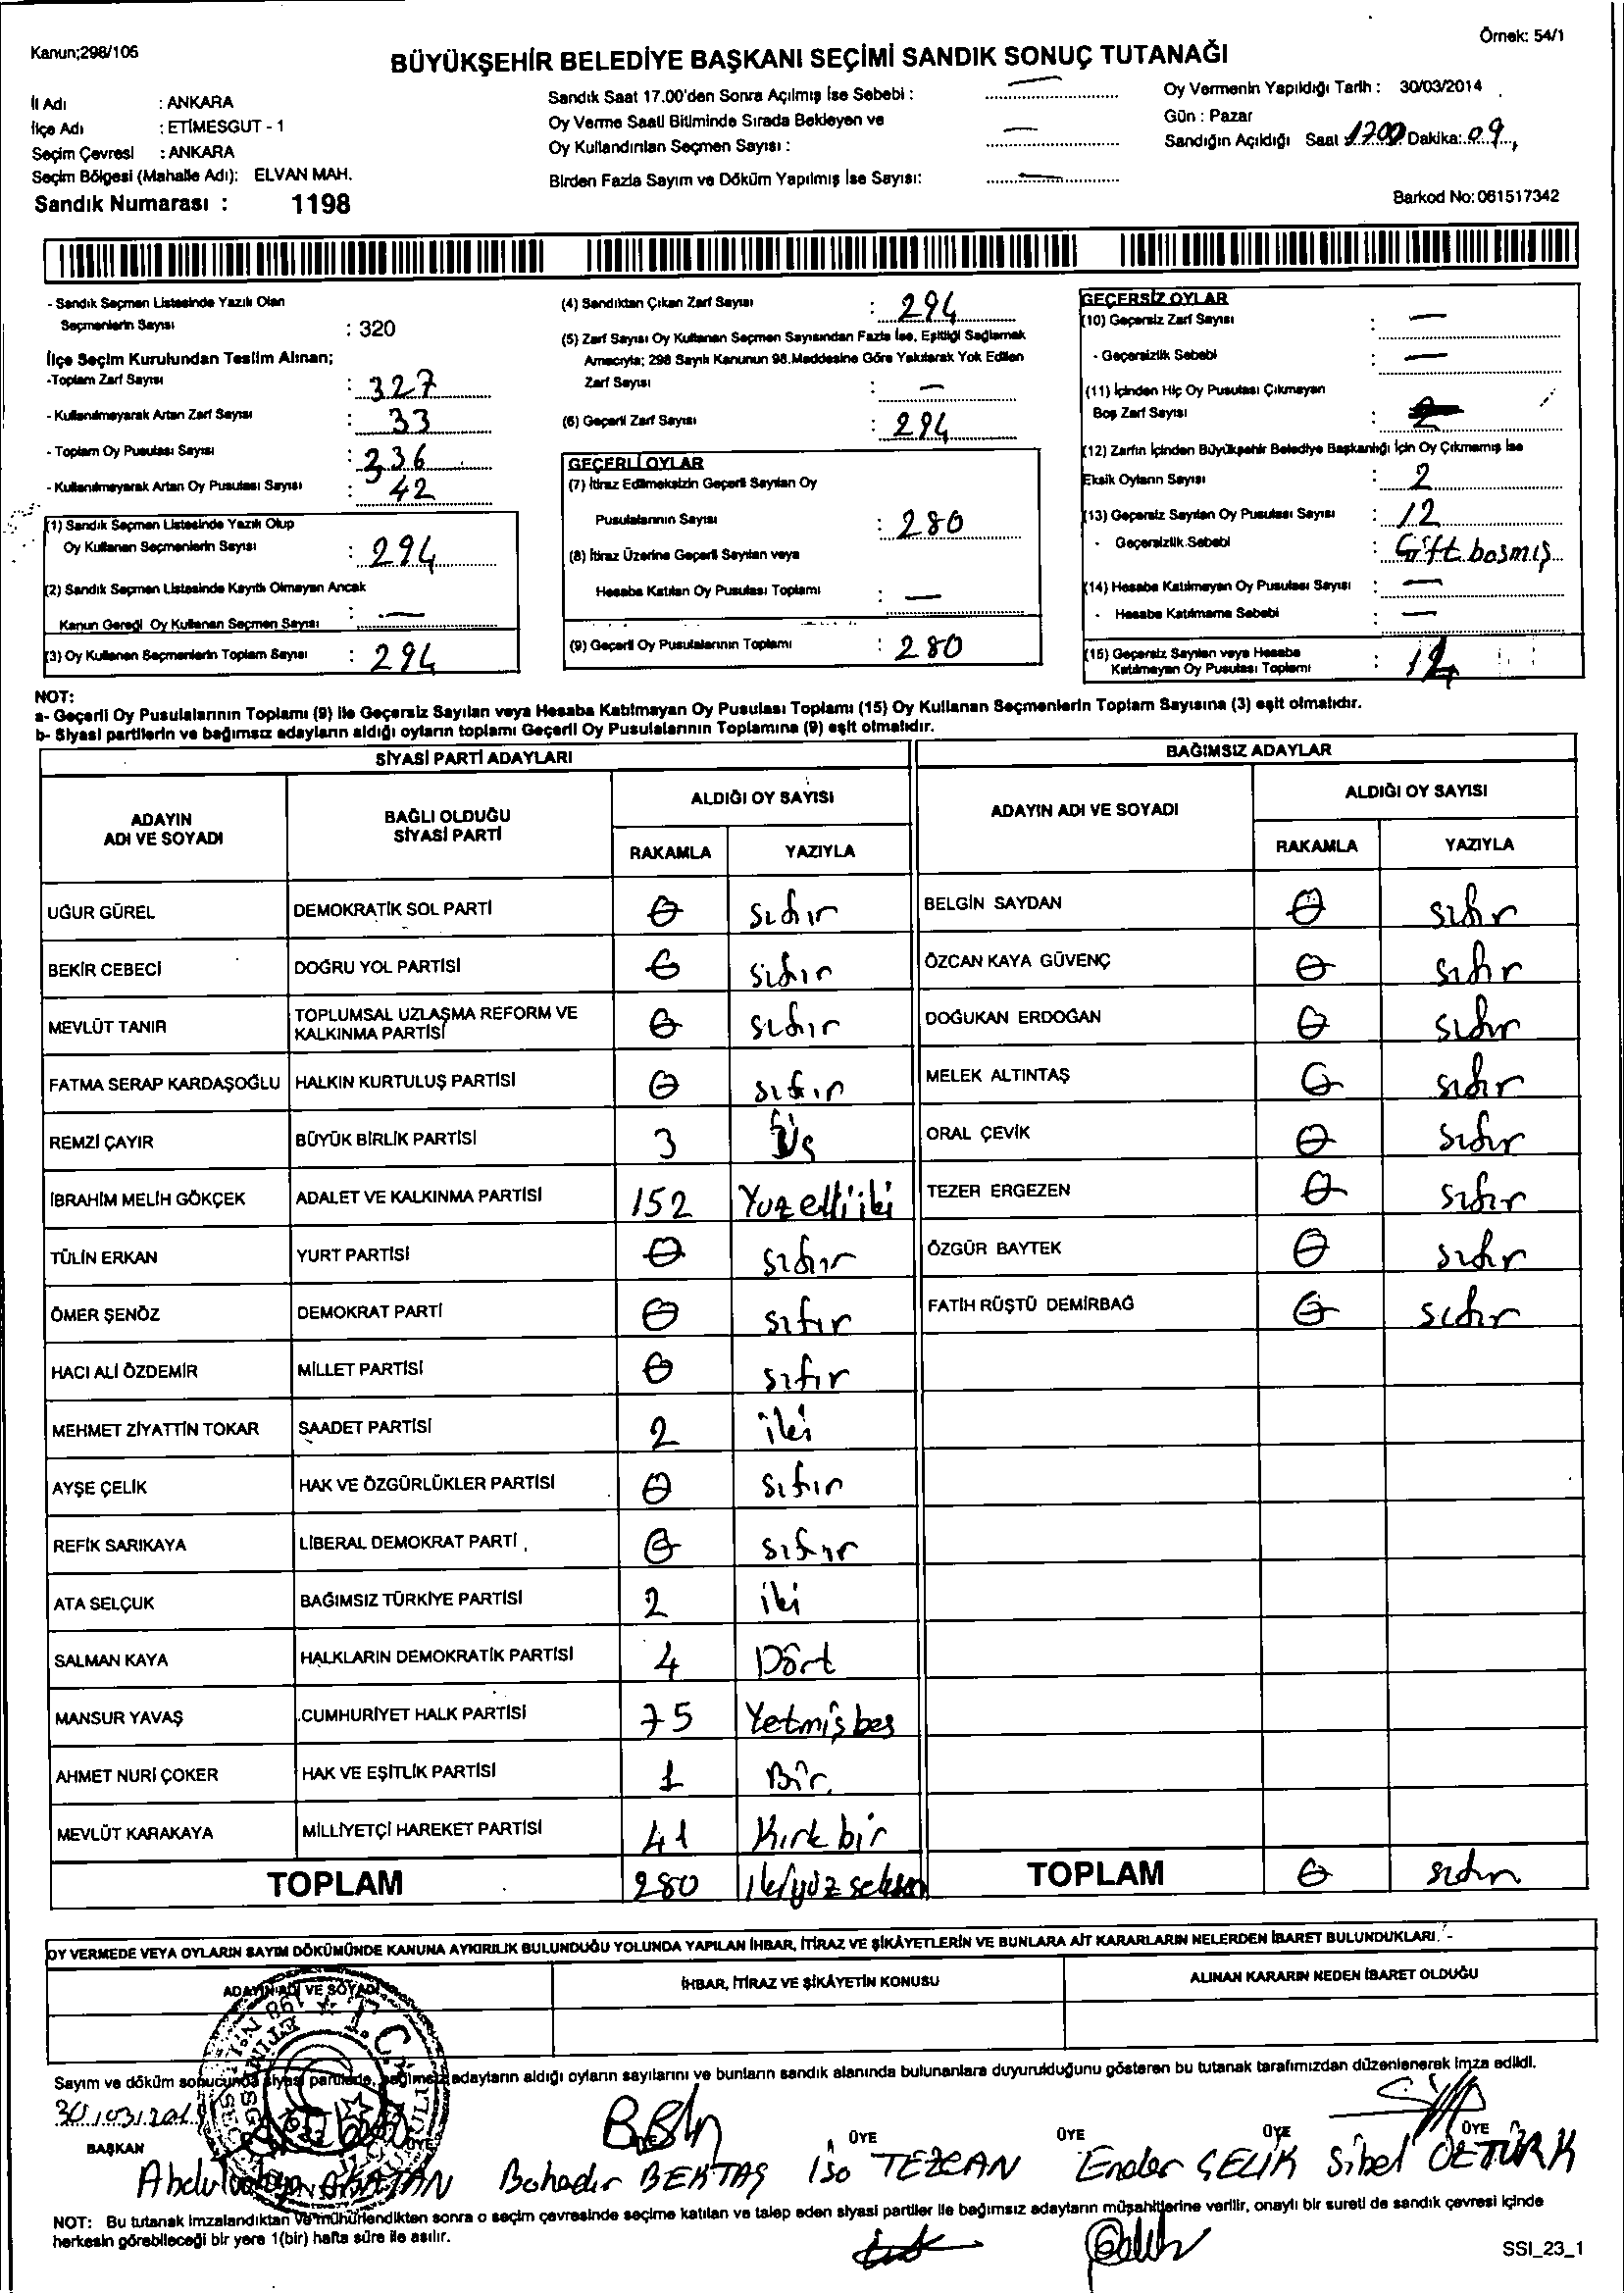 Kanun;298/105
Örnek: 54/1
BÜYÜKŞEHİR BELEDİYE BAŞKANI SEÇİMİ SANDIK SONUÇ TUTANAĞI
İl Adı : ANKARA
İlçe Adı : ETİMESGUT - 1
Seçim Çevresi : ANKARA
Seçim Bölgesi (Mahalle Adı): ELVAN MAH.
Sandık Numarası : 1198
Sandık Saat 17.00'den Sonra Açılmış İse Sebebi : —
Oy Verme Saati Bitiminde Sırada Bekleyen ve
Oy Kullandırılan Seçmen Sayısı : —
Birden Fazla Sayım ve Döküm Yapılmış İse Sayısı: —
Oy Vermenin Yapıldığı Tarih : 30/03/2014
Gün : Pazar
Sandığın Açıldığı Saat 1700 Dakika: 09
Barkod No: 061517342
- Sandık Seçmen Listesinde Yazılı Olan
Seçmenlerin Sayısı : 320
İlçe Seçim Kurulundan Teslim Alınan;
-Toplam Zarf Sayısı : 327
- Kullanılmayarak Artan Zarf Sayısı : 33
- Toplam Oy Pusulası Sayısı : 336
- Kullanılmayarak Artan Oy Pusulası Sayısı : 42
(1) Sandık Seçmen Listesinde Yazılı Olup
Oy Kullanan Seçmenlerin Sayısı : 294
(2) Sandık Seçmen Listesinde Kayıtlı Olmayan Ancak
Kanun Gereği Oy Kullanan Seçmen Sayısı : —
(3) Oy Kullanan Seçmenlerin Toplam Sayısı : 294
(4) Sandıktan Çıkan Zarf Sayısı : 294
(5) Zarf Sayısı Oy Kullanan Seçmen Sayısından Fazla İse, Eşitliği Sağlamak
Amacıyla; 298 Sayılı Kanunun 98.Maddesine Göre Yakılarak Yok Edilen
Zarf Sayısı : —
(6) Geçerli Zarf Sayısı : 294
GEÇERLİ OYLAR
(7) İtiraz Edilmeksizin Geçerli Sayılan Oy
Pusulalarının Sayısı : 280
(8) İtiraz Üzerine Geçerli Sayılan veya
Hesaba Katılan Oy Pusulası Toplamı : —
(9) Geçerli Oy Pusulalarının Toplamı : 280
GEÇERSİZ OYLAR
(10) Geçersiz Zarf Sayısı : —
- Geçersizlik Sebebi : —
(11) İçinden Hiç Oy Pusulası Çıkmayan
Boş Zarf Sayısı :
(12) Zarfın İçinden Büyükşehir Belediye Başkanlığı İçin Oy Çıkmamış İse
Eksik Oyların Sayısı : 2
(13) Geçersiz Sayılan Oy Pusulası Sayısı : 12
- Geçersizlik Sebebi : Çift basmış
(14) Hesaba Katılmayan Oy Pusulası Sayısı : —
- Hesaba Katılmama Sebebi : —
(15) Geçersiz Sayılan veya Hesaba
Katılmayan Oy Pusulası Toplamı : 14
NOT:
a- Geçerli Oy Pusulalarının Toplamı (9) ile Geçersiz Sayılan veya Hesaba Katılmayan Oy Pusulası Toplamı (15) Oy Kullanan Seçmenlerin Toplam Sayısına (3) eşit olmalıdır.
b- Siyasi partilerin ve bağımsız adayların aldığı oyların toplamı Geçerli Oy Pusulalarının Toplamına (9) eşit olmalıdır.
SİYASİ PARTİ ADAYLARI
BAĞIMSIZ ADAYLAR
ADAYIN ADI VE SOYADI
BAĞLI OLDUĞU SİYASİ PARTİ
ALDIĞI OY SAYISI
RAKAMLA YAZIYLA
ADAYIN ADI VE SOYADI
ALDIĞI OY SAYISI
RAKAMLA YAZIYLA
UĞUR GÜREL DEMOKRATİK SOL PARTİ 0 sıfır BELGİN SAYDAN 0 sıfır
BEKİR CEBECİ DOĞRU YOL PARTİSİ 0 sıfır ÖZCAN KAYA GÜVENÇ 0 sıfır
MEVLÜT TANIR TOPLUMSAL UZLAŞMA REFORM VE KALKINMA PARTİSİ 0 sıfır DOĞUKAN ERDOĞAN 0 sıfır
FATMA SERAP KARDAŞOĞLU HALKIN KURTULUŞ PARTİSİ 0 sıfır MELEK ALTINTAŞ 0 sıfır
REMZİ ÇAYIR BÜYÜK BİRLİK PARTİSİ 3 Üş ORAL ÇEVİK 0 sıfır
İBRAHİM MELİH GÖKÇEK ADALET VE KALKINMA PARTİSİ 152 Yuz elli iki TEZER ERGEZEN 0 sıfır
TÜLİN ERKAN YURT PARTİSİ 0 sıfır ÖZGÜR BAYTEK 0 sıfır
ÖMER ŞENÖZ DEMOKRAT PARTİ 0 sıfır FATİH RÜŞTÜ DEMİRBAĞ 0 sıfır
HACI ALİ ÖZDEMİR MİLLET PARTİSİ 0 sıfır
MEHMET ZİYATTİN TOKAR SAADET PARTİSİ 2 iki
AYŞE ÇELİK HAK VE ÖZGÜRLÜKLER PARTİSİ 0 sıfır
REFİK SARIKAYA LİBERAL DEMOKRAT PARTİ 0 sıfır
ATA SELÇUK BAĞIMSIZ TÜRKİYE PARTİSİ 2 iki
SALMAN KAYA HALKLARIN DEMOKRATİK PARTİSİ 4 Dört
MANSUR YAVAŞ CUMHURİYET HALK PARTİSİ 75 Yetmiş beş
AHMET NURİ ÇOKER HAK VE EŞİTLİK PARTİSİ 1 Bir.
MEVLÜT KARAKAYA MİLLİYETÇİ HAREKET PARTİSİ 41 Kırk bir
TOPLAM 280 ikiyüz seksen TOPLAM 0 sıfır
OY VERMEDE VEYA OYLARIN SAYIM DÖKÜMÜNDE KANUNA AYKIRILIK BULUNDUĞU YOLUNDA YAPILAN İHBAR, İTİRAZ VE ŞİKÂYETLERİN VE BUNLARA AİT KARARLARIN NELERDEN İBARET BULUNDUKLARI.
ADAYIN ADI VE SOYADI
İHBAR, İTİRAZ VE ŞİKÂYETİN KONUSU
ALINAN KARARIN NEDEN İBARET OLDUĞU
Sayım ve döküm sonucunda siyasi partilerin, bağımsız adayların aldığı oyların sayılarını ve bunların sandık alanında bulunanlara duyurulduğunu gösteren bu tutanak tarafımızdan düzenlenerek imza edildi.
30/03/2014
BAŞKAN ÜYE ÜYE ÜYE ÜYE ÜYE
Bahadır BEKTAŞ İso TEZCAN Ender ÇELİK Sibel ÖZTÜRK
NOT: Bu tutanak imzalandıktan ve mühürlendikten sonra o seçim çevresinde seçime katılan ve talep eden siyasi partiler ile bağımsız adayların müşahitlerine verilir, onaylı bir sureti de sandık çevresi içinde
herkesin görebileceği bir yere 1(bir) hafta süre ile asılır.
SSI_23_1